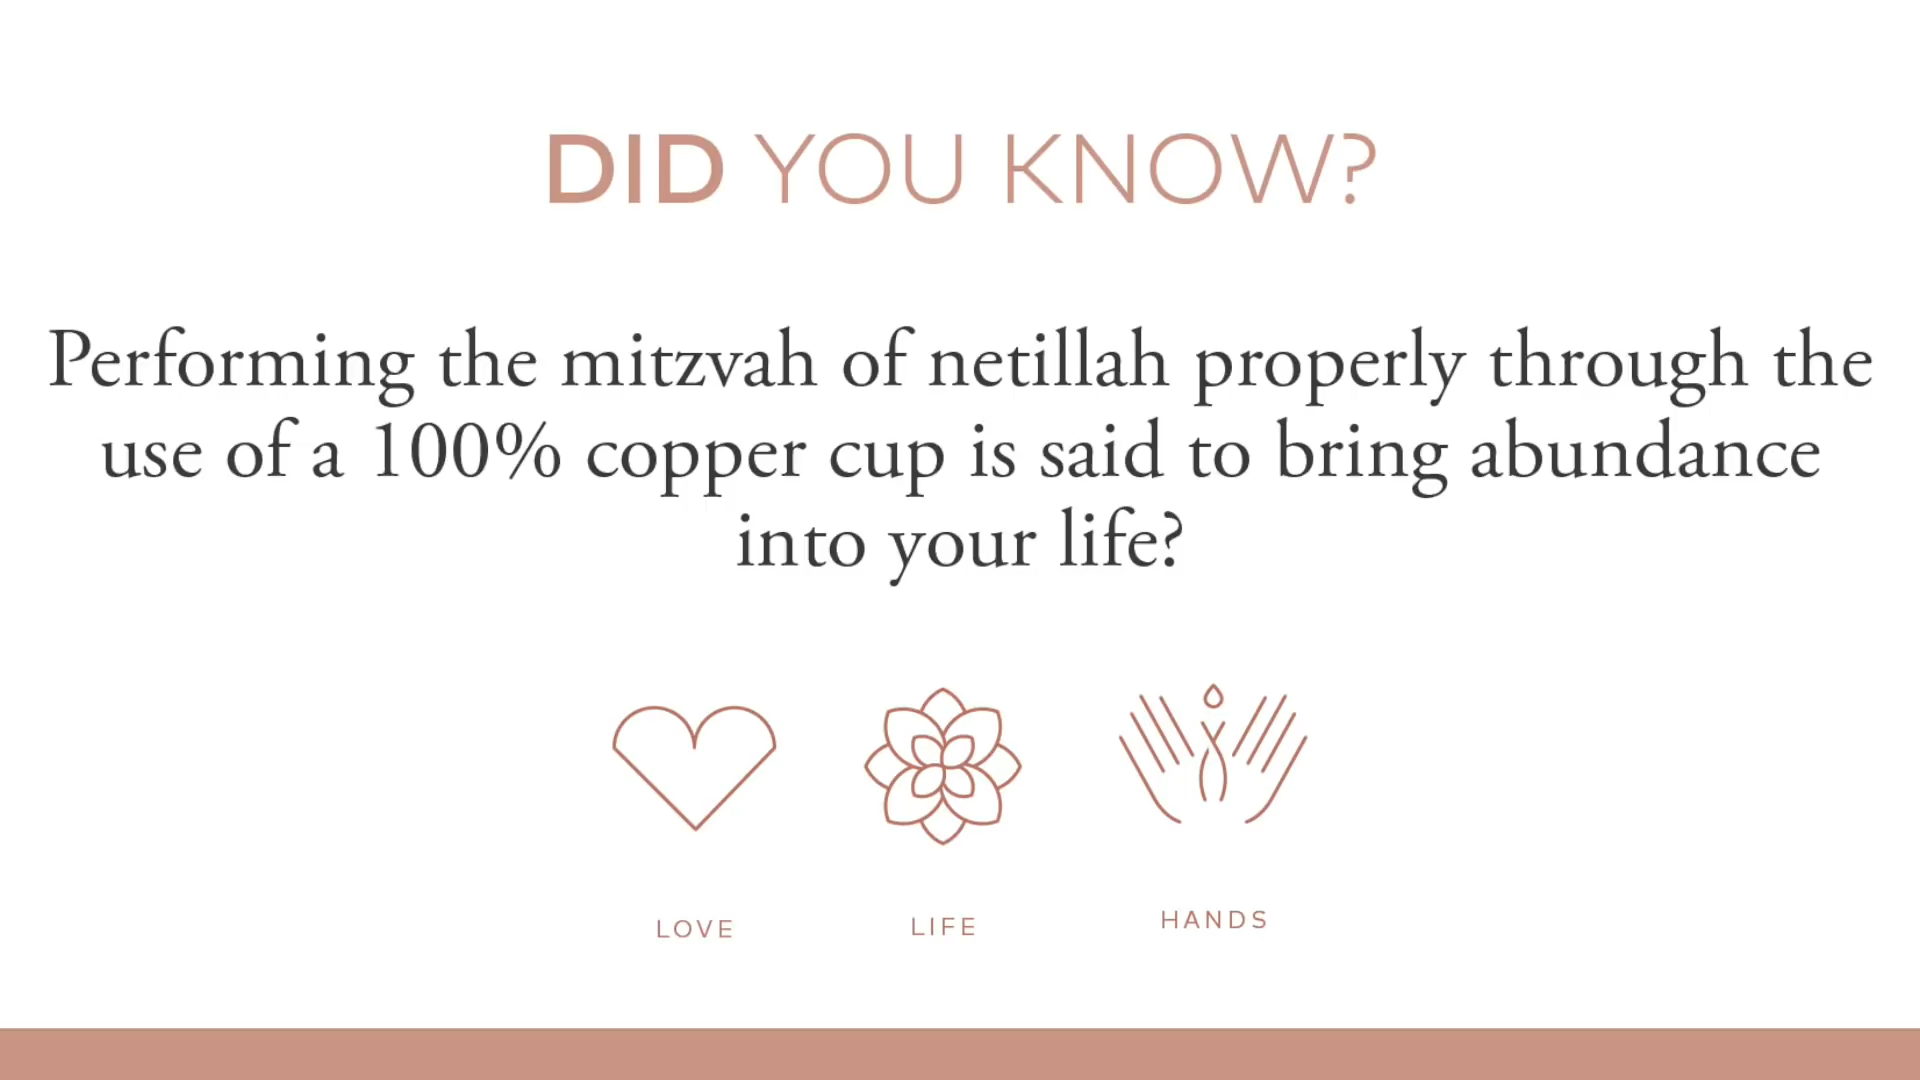 DID YOU KNOW?
Performing the mitzvah of netillah properly through the
use of a 100% copper cup is said to bring abundance
into your life?
LOVE
LIFE
HANDS